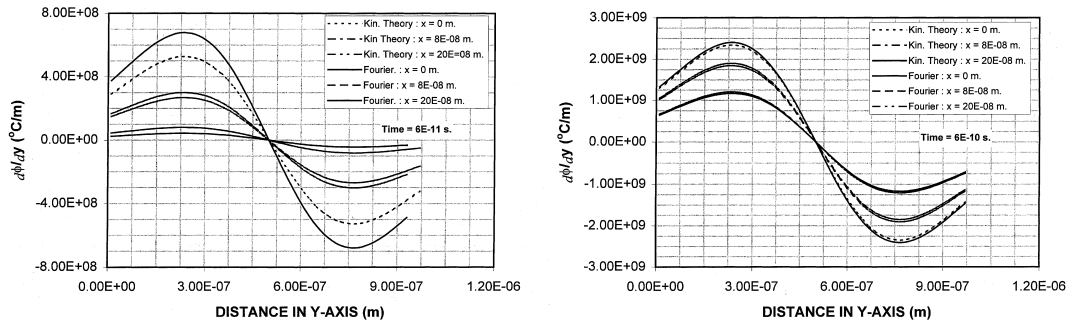 8.00E+08
4.00E+08
0.00E+00
-4.00E+08
-8.00E+08
dϕ/dy (°C/m)
Kin. Theory : x = 0 m.
Kin. Theory : x = 8E-08 m.
Kin. Theory : x = 20E=08 m.
Fourier. : x = 0 m.
Fourier. : x = 8E-08 m.
Fourier. : x = 20E-08 m.
Time = 6E-11 s.
0.00E+00 3.00E-07 6.00E-07 9.00E-07 1.20E-06
DISTANCE IN Y-AXIS (m)
3.00E+09
2.00E+09
1.00E+09
0.00E+00
-1.00E+09
-2.00E+09
-3.00E+09
dϕ/dy (°C/m)
Kin. Theory : x = 0 m.
Kin. Theory : x = 8E-08 m.
Kin. Theory : x = 20E-08 m.
Fourier : x = 0 m.
Fourier : x = 8E-08 m.
Fourier : x = 20E-08 m.
Time = 6E-10 s.
0.00E+00 3.00E-07 6.00E-07 9.00E-07 1.20E-06
DISTANCE IN Y-AXIS (m)